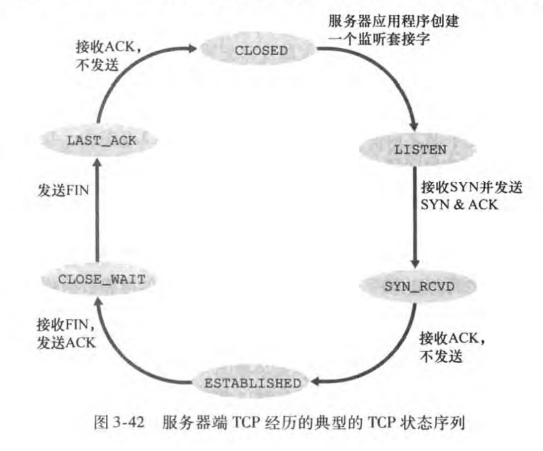 服务器应用程序创建
一个监听套接字
接收ACK,
不发送
CLOSED
LAST_ACK
LISTEN
发送FIN
接收SYN并发送
SYN & ACK
CLOSE_WAIT
SYN_RCVD
接收FIN,
发送ACK
接收ACK,
不发送
ESTABLISHED
图 3-42 服务器端 TCP 经历的典型的 TCP 状态序列